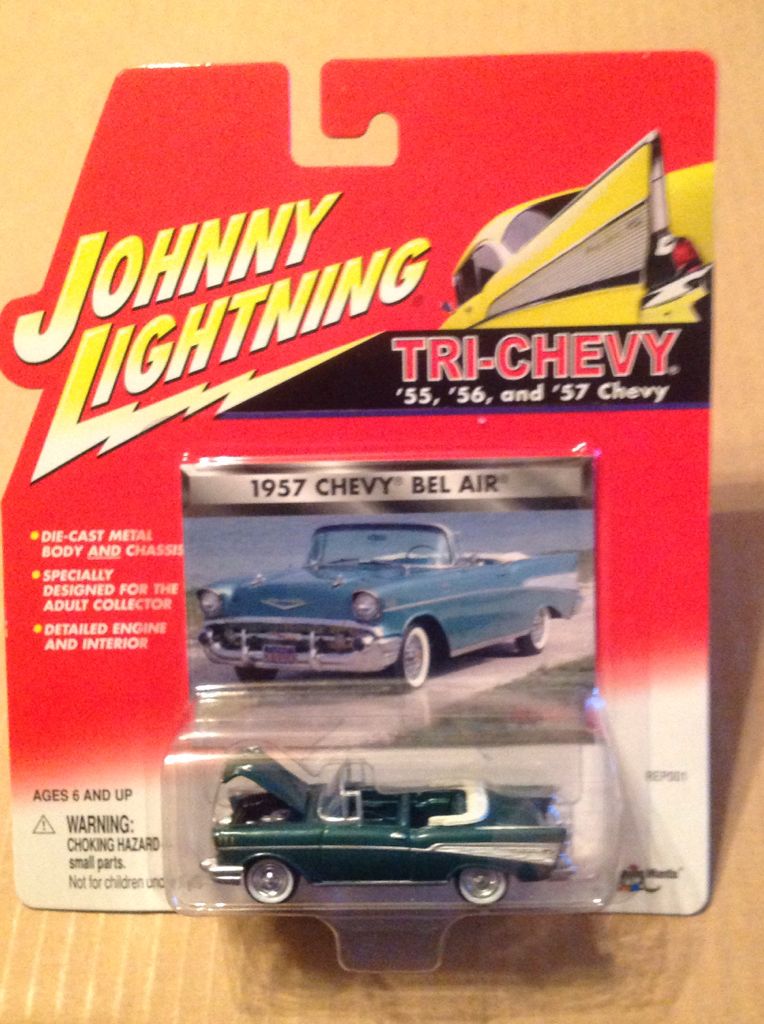 JOHNNY
LIGHTNING®
TRI-CHEVY®
'55, '56, and '57 Chevy
1957 CHEVY® BEL AIR®
• DIE-CAST METAL
BODY AND CHASSIS
• SPECIALLY
DESIGNED FOR THE
ADULT COLLECTOR
• DETAILED ENGINE
AND INTERIOR
REP001
AGES 6 AND UP
WARNING:
CHOKING HAZARD
small parts.
Not for children